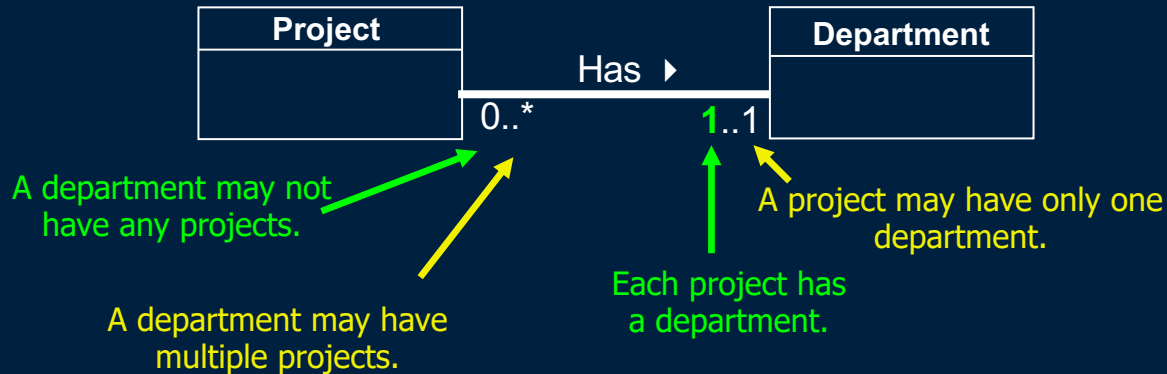 Project
Department
Has
0..*
1..1
A department may not
have any projects.
A project may have only one
department.
Each project has
a department.
A department may have
multiple projects.